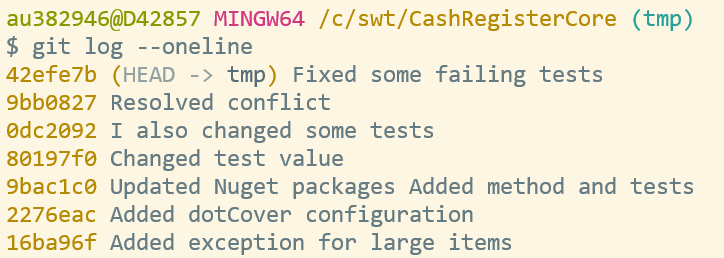 au382946@D42857 MINGW64 /c/swt/CashRegisterCore (tmp)
$ git log --oneline
42efe7b (HEAD -> tmp) Fixed some failing tests
9bb0827 Resolved conflict
0dc2092 I also changed some tests
80197f0 Changed test value
9bac1c0 Updated Nuget packages Added method and tests
2276eac Added dotCover configuration
16ba96f Added exception for large items